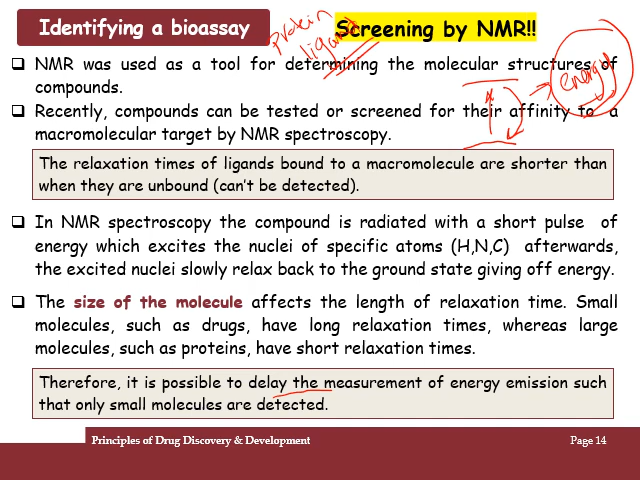 Identifying a bioassay
Screening by NMR!!
Protein
ligand
❑ NMR was used as a tool for determining the molecular structures of
compounds.
energy
❑ Recently, compounds can be tested or screened for their affinity to a
macromolecular target by NMR spectroscopy.
The relaxation times of ligands bound to a macromolecule are shorter than
when they are unbound (can't be detected).
❑ In NMR spectroscopy the compound is radiated with a short pulse of
energy which excites the nuclei of specific atoms (H,N,C) afterwards,
the excited nuclei slowly relax back to the ground state giving off energy.
❑ The size of the molecule affects the length of relaxation time. Small
molecules, such as drugs, have long relaxation times, whereas large
molecules, such as proteins, have short relaxation times.
Therefore, it is possible to delay the measurement of energy emission such
that only small molecules are detected.
Principles of Drug Discovery & Development
Page 14